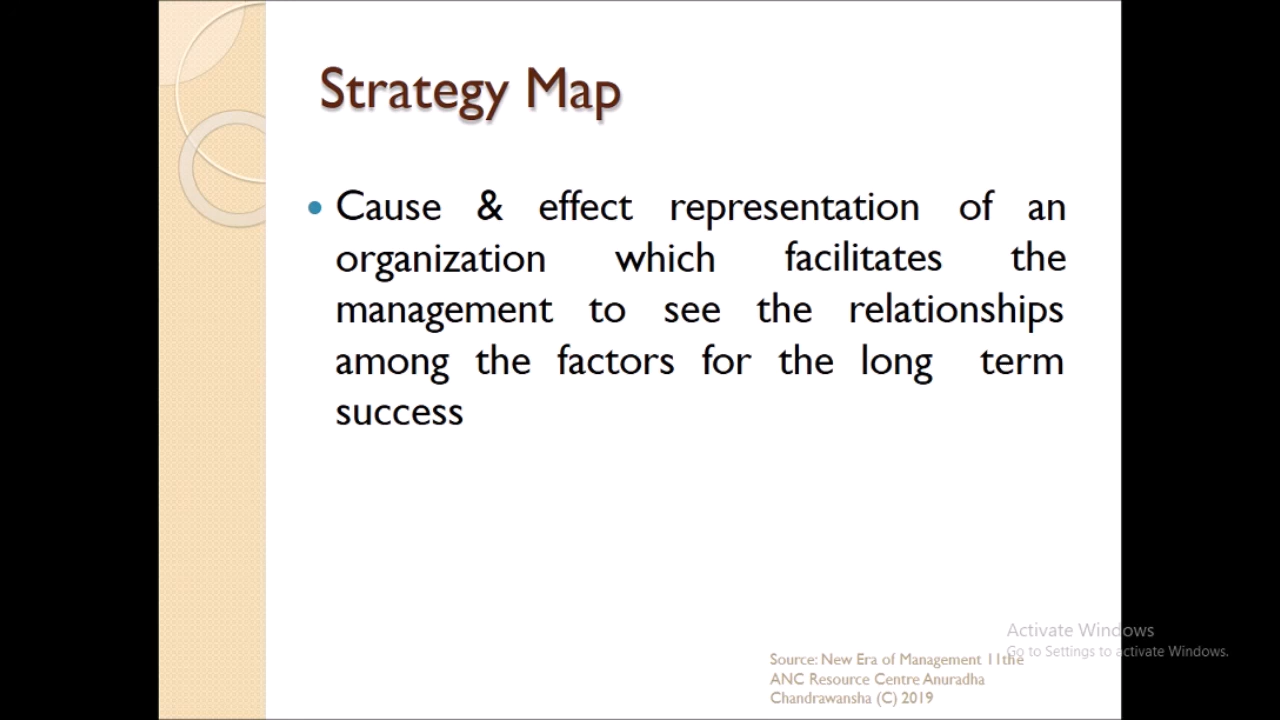 Strategy Map
• Cause & effect representation of an
organization which facilitates the
management to see the relationships
among the factors for the long term
success
Activate Windows
Go to Settings to activate Windows.
Source: New Era of Management 11the
ANC Resource Centre Anuradha
Chandrawansha (C) 2019